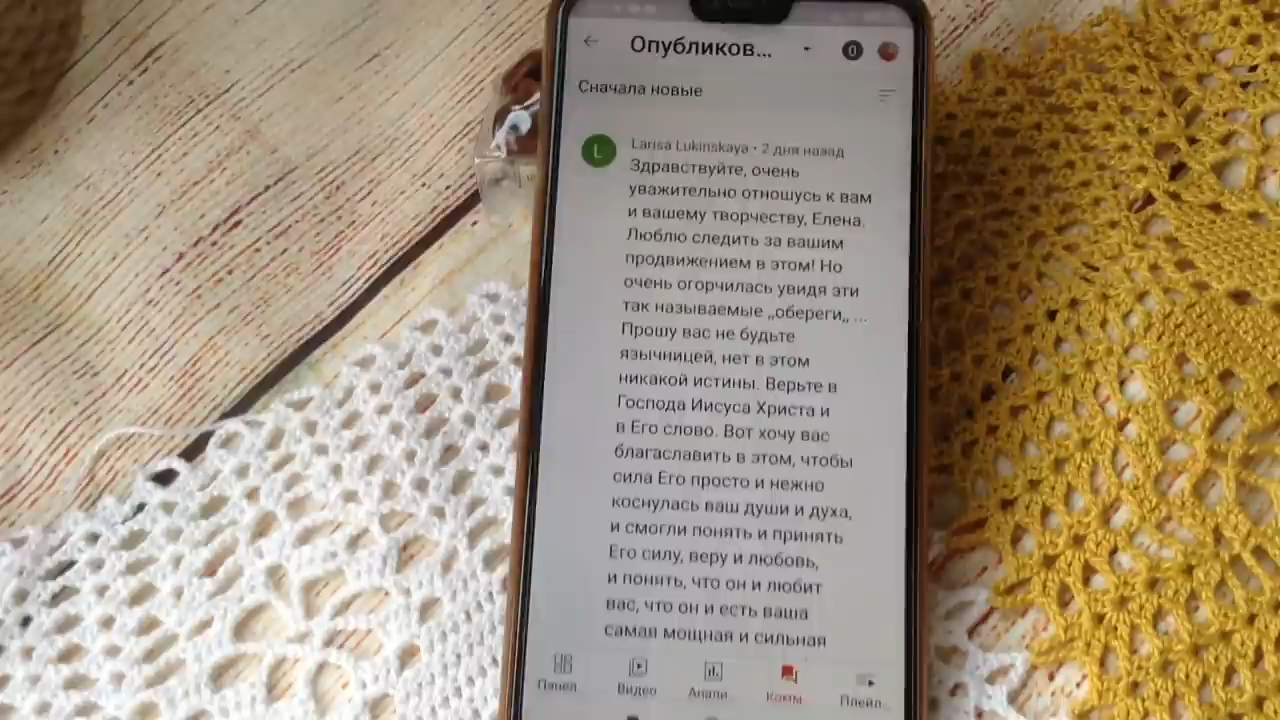 Опубликов...
0
Сначала новые
L
Larisa Lukinskaya • 2 дня назад
Здравствуйте, очень
уважительно отношусь к вам
и вашему творчеству, Елена.
Люблю следить за вашим
продвижением в этом! Но
очень огорчилась увидя эти
так называемые „обереги„ ...
Прошу вас не будьте
язычницей, нет в этом
никакой истины. Верьте в
Господа Иисуса Христа и
в Его слово. Вот хочу вас
благаславить в этом, чтобы
сила Его просто и нежно
коснулась ваш души и духа,
и смогли понять и принять
Его силу, веру и любовь,
и понять, что он и любит
вас, что он и есть ваша
самая мощная и сильная
Панел... Видео Анали... Комм... Плейл...